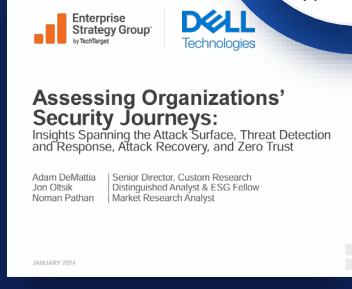 Enterprise
Strategy Group
by TechTarget
DELL
Technologies
Assessing Organizations'
Security Journeys:
Insights Spanning the Attack Surface, Threat Detection
and Response, Attack Recovery, and Zero Trust
Adam DeMattia | Senior Director, Custom Research
Jon Oltsik | Distinguished Analyst & ESG Fellow
Noman Pathan | Market Research Analyst
JANUARY 2024